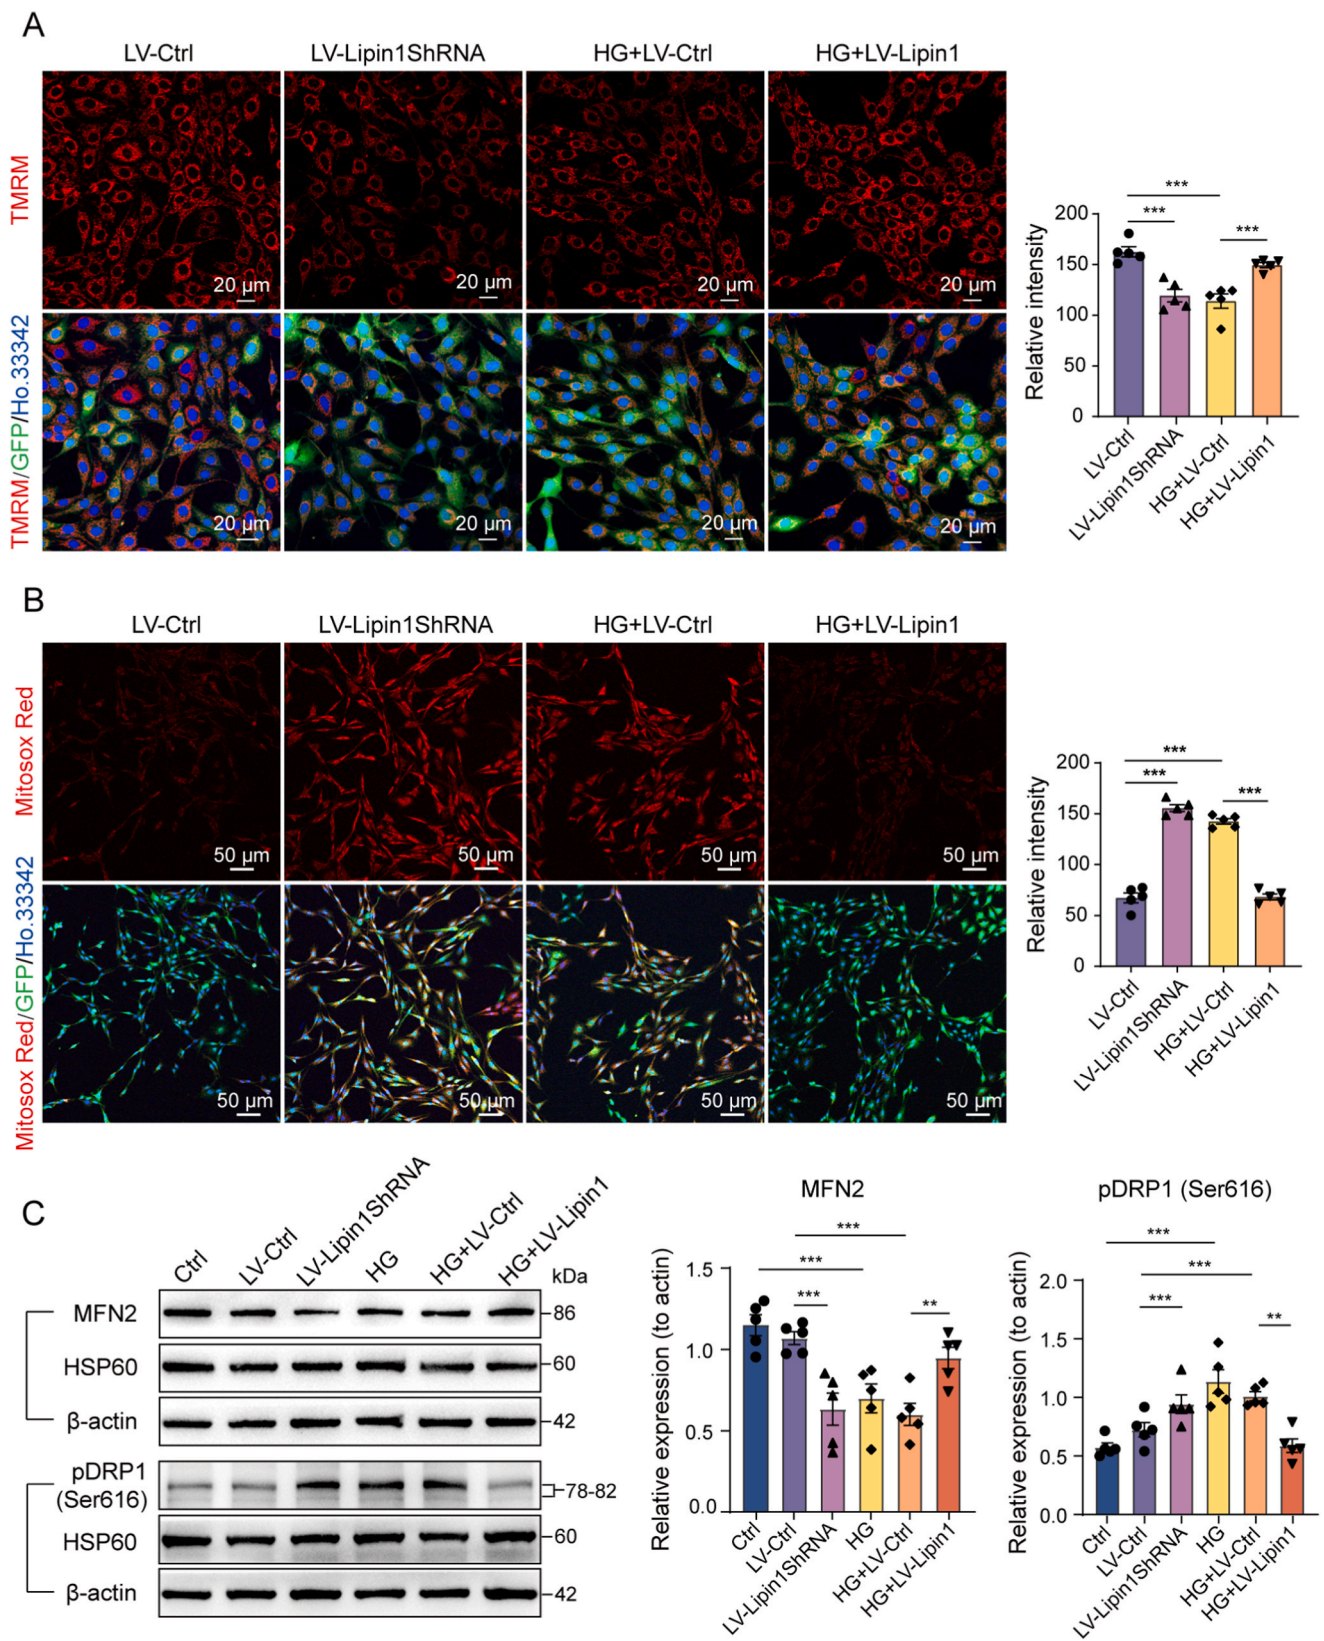 A
LV-Ctrl
LV-Lipin1ShRNA
HG+LV-Ctrl
HG+LV-Lipin1
TMRM
20 µm
20 µm
20 µm
20 µm
TMRM/GFP/Ho.33342
20 µm
20 µm
20 µm
20 µm
Relative intensity
200
150
100
50
0
***
***
***
LV-Ctrl
LV-Lipin1ShRNA
HG+LV-Ctrl
HG+LV-Lipin1
B
LV-Ctrl
LV-Lipin1ShRNA
HG+LV-Ctrl
HG+LV-Lipin1
Mitosox Red
50 µm
50 µm
50 µm
50 µm
Mitosox Red/GFP/Ho.33342
50 µm
50 µm
50 µm
50 µm
Relative intensity
200
150
100
50
0
***
***
***
LV-Ctrl
LV-Lipin1ShRNA
HG+LV-Ctrl
HG+LV-Lipin1
C
Ctrl
LV-Ctrl
LV-Lipin1ShRNA
HG
HG+LV-Ctrl
HG+LV-Lipin1
kDa
MFN2
86
HSP60
60
β-actin
42
pDRP1
(Ser616)
78-82
HSP60
60
β-actin
42
MFN2
Relative expression (to actin)
1.5
1.0
0.5
0.0
***
***
***
**
Ctrl
LV-Ctrl
LV-Lipin1ShRNA
HG
HG+LV-Ctrl
HG+LV-Lipin1
pDRP1 (Ser616)
Relative expression (to actin)
2.0
1.5
1.0
0.5
0.0
***
***
***
**
Ctrl
LV-Ctrl
LV-Lipin1ShRNA
HG
HG+LV-Ctrl
HG+LV-Lipin1